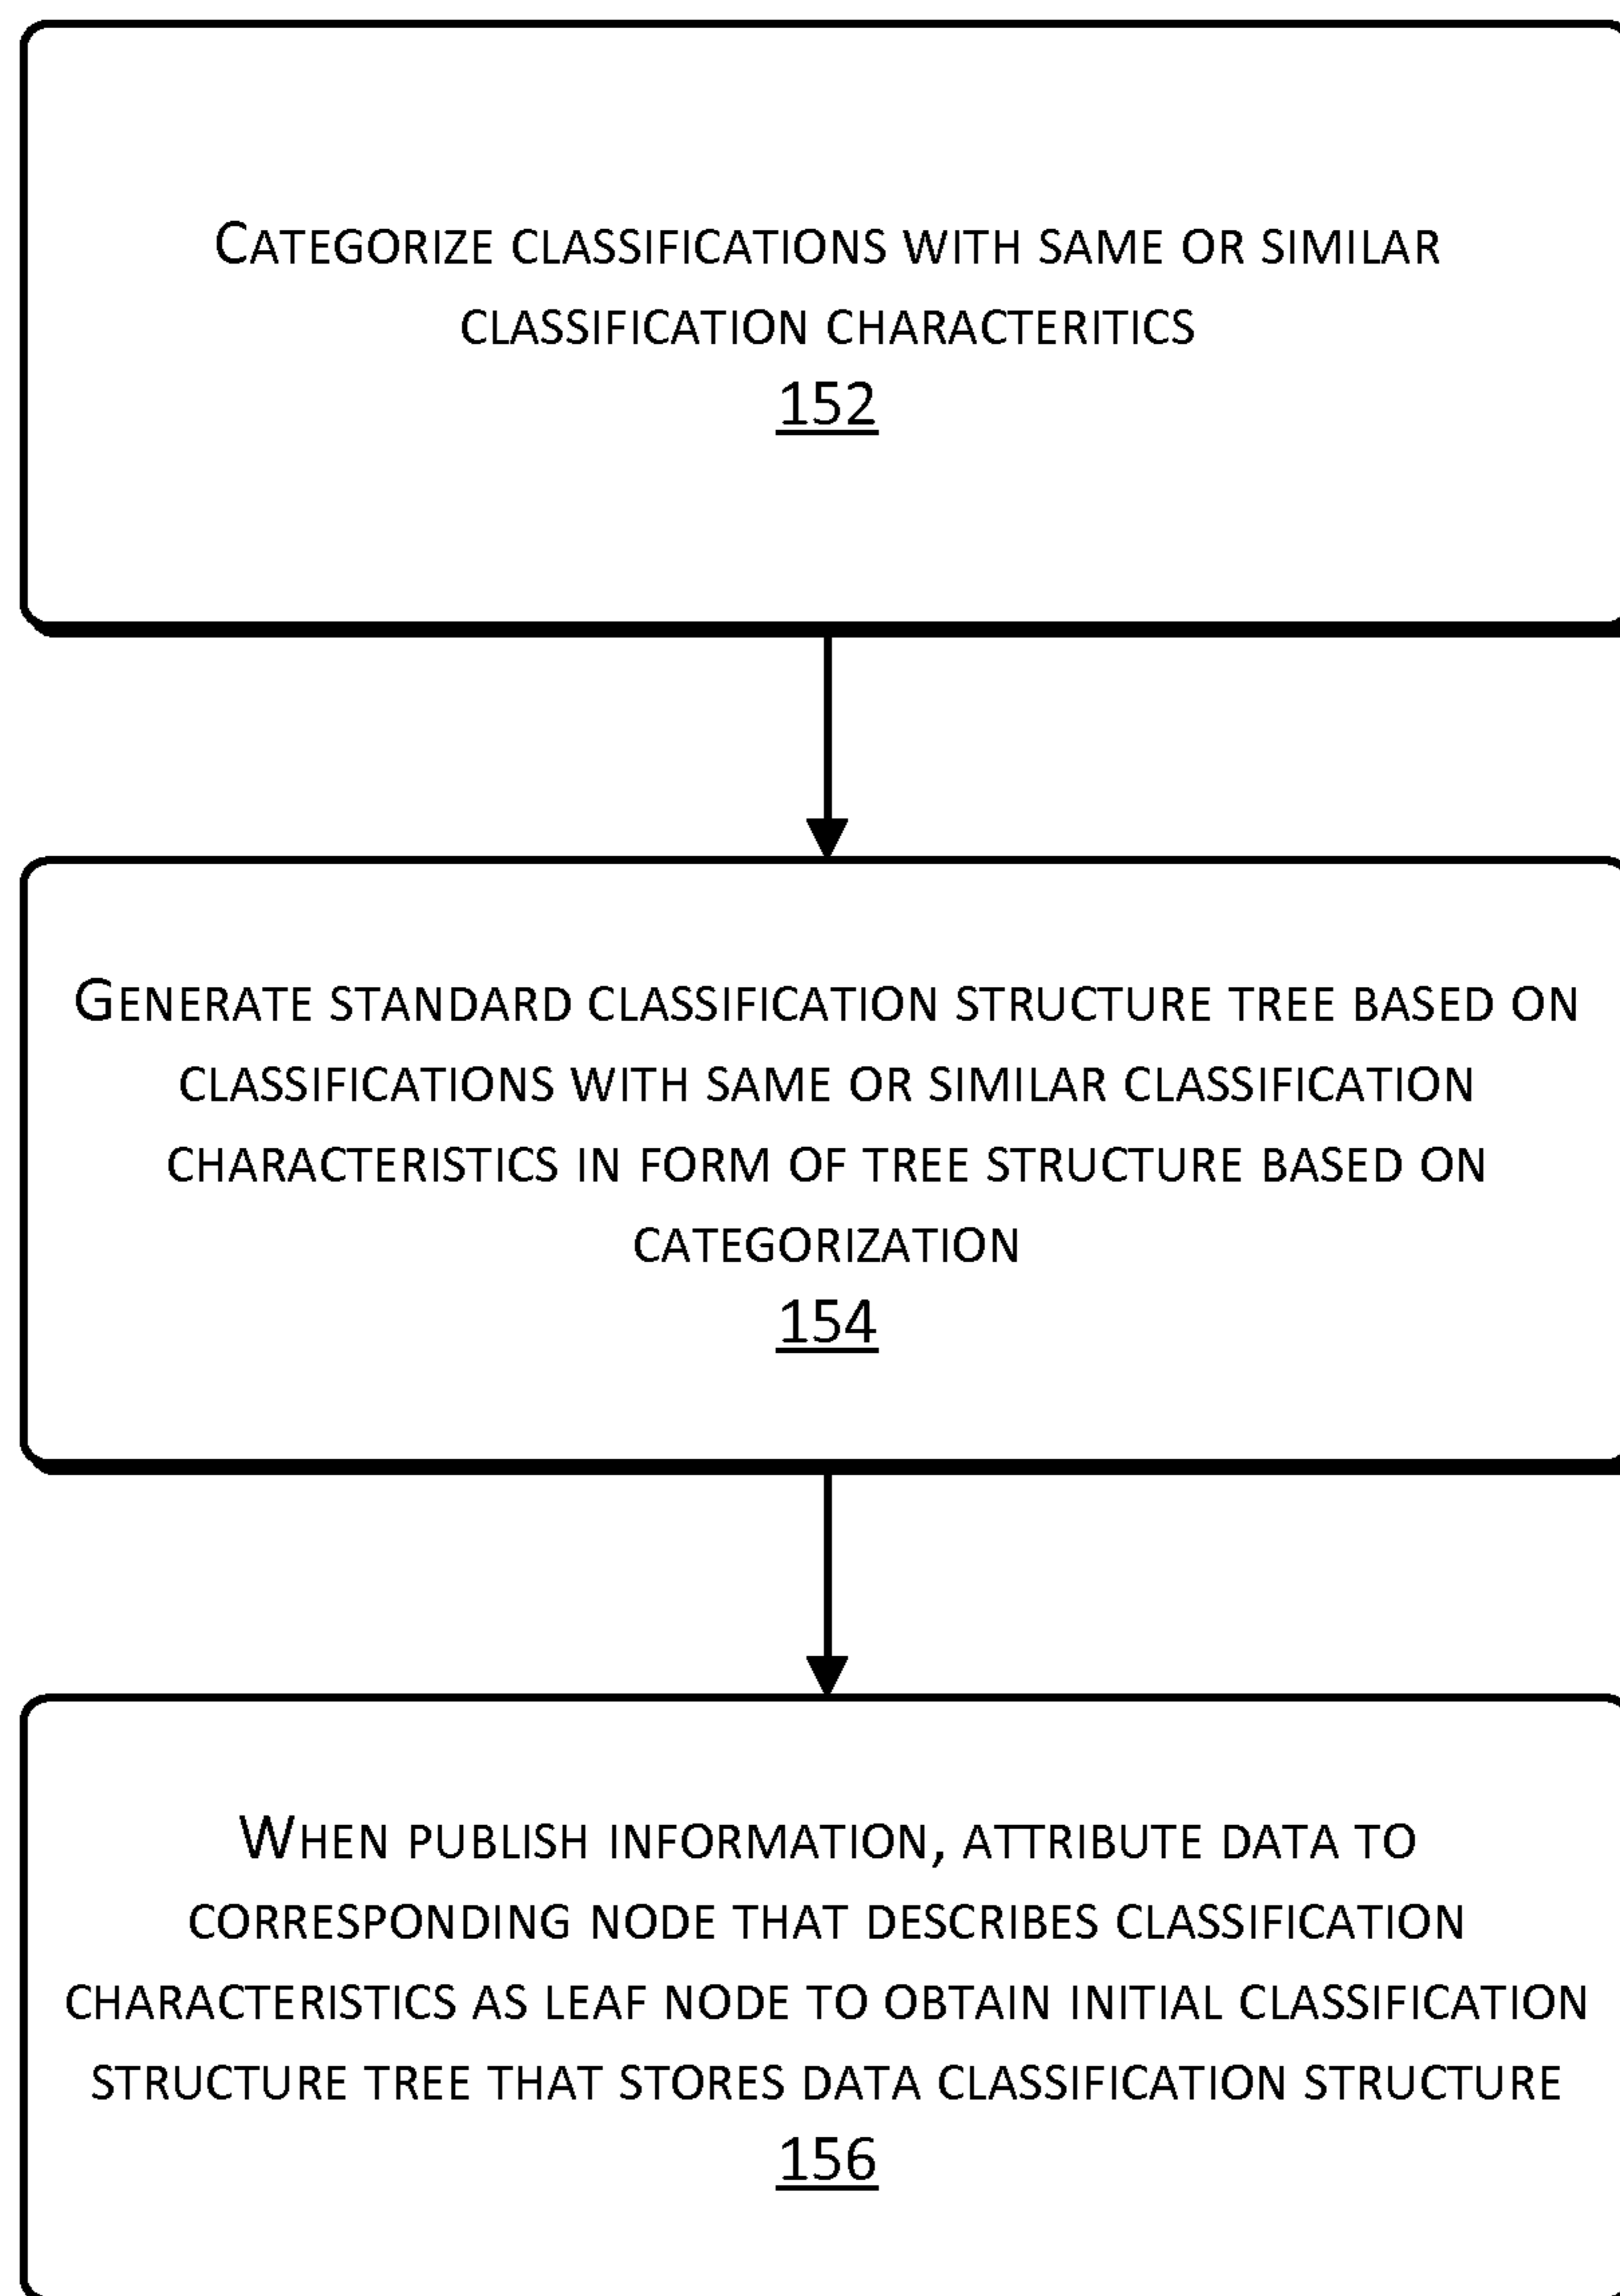 CATEGORIZE CLASSIFICATIONS WITH SAME OR SIMILAR
CLASSIFICATION CHARACTERITICS
152
GENERATE STANDARD CLASSIFICATION STRUCTURE TREE BASED ON
CLASSIFICATIONS WITH SAME OR SIMILAR CLASSIFICATION
CHARACTERISTICS IN FORM OF TREE STRUCTURE BASED ON
CATEGORIZATION
154
WHEN PUBLISH INFORMATION, ATTRIBUTE DATA TO
CORRESPONDING NODE THAT DESCRIBES CLASSIFICATION
CHARACTERISTICS AS LEAF NODE TO OBTAIN INITIAL CLASSIFICATION
STRUCTURE TREE THAT STORES DATA CLASSIFICATION STRUCTURE
156